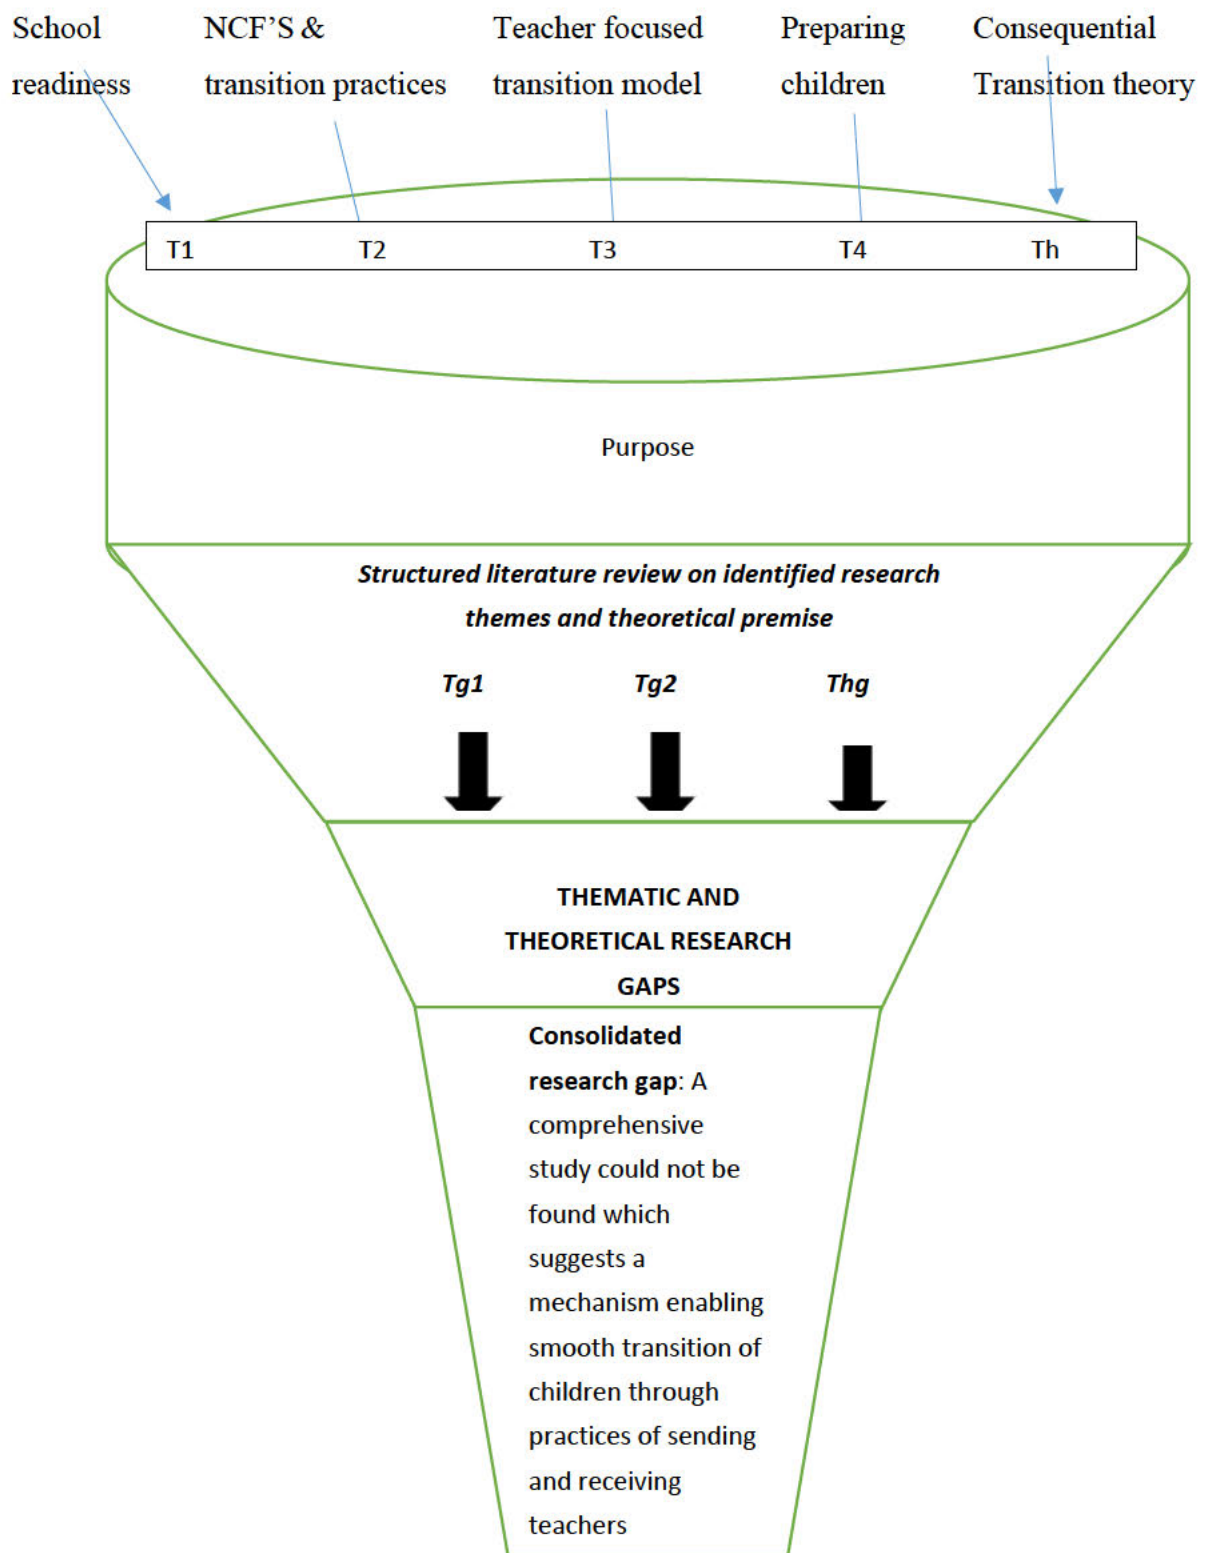 School
readiness
NCF'S &
transition practices
Teacher focused
transition model
Preparing
children
Consequential
Transition theory
T1 T2 T3 T4 Th
Purpose
Structured literature review on identified research
themes and theoretical premise
Tg1 Tg2 Thg
THEMATIC AND
THEORETICAL RESEARCH
GAPS
Consolidated
research gap: A
comprehensive
study could not be
found which
suggests a
mechanism enabling
smooth transition of
children through
practices of sending
and receiving
teachers